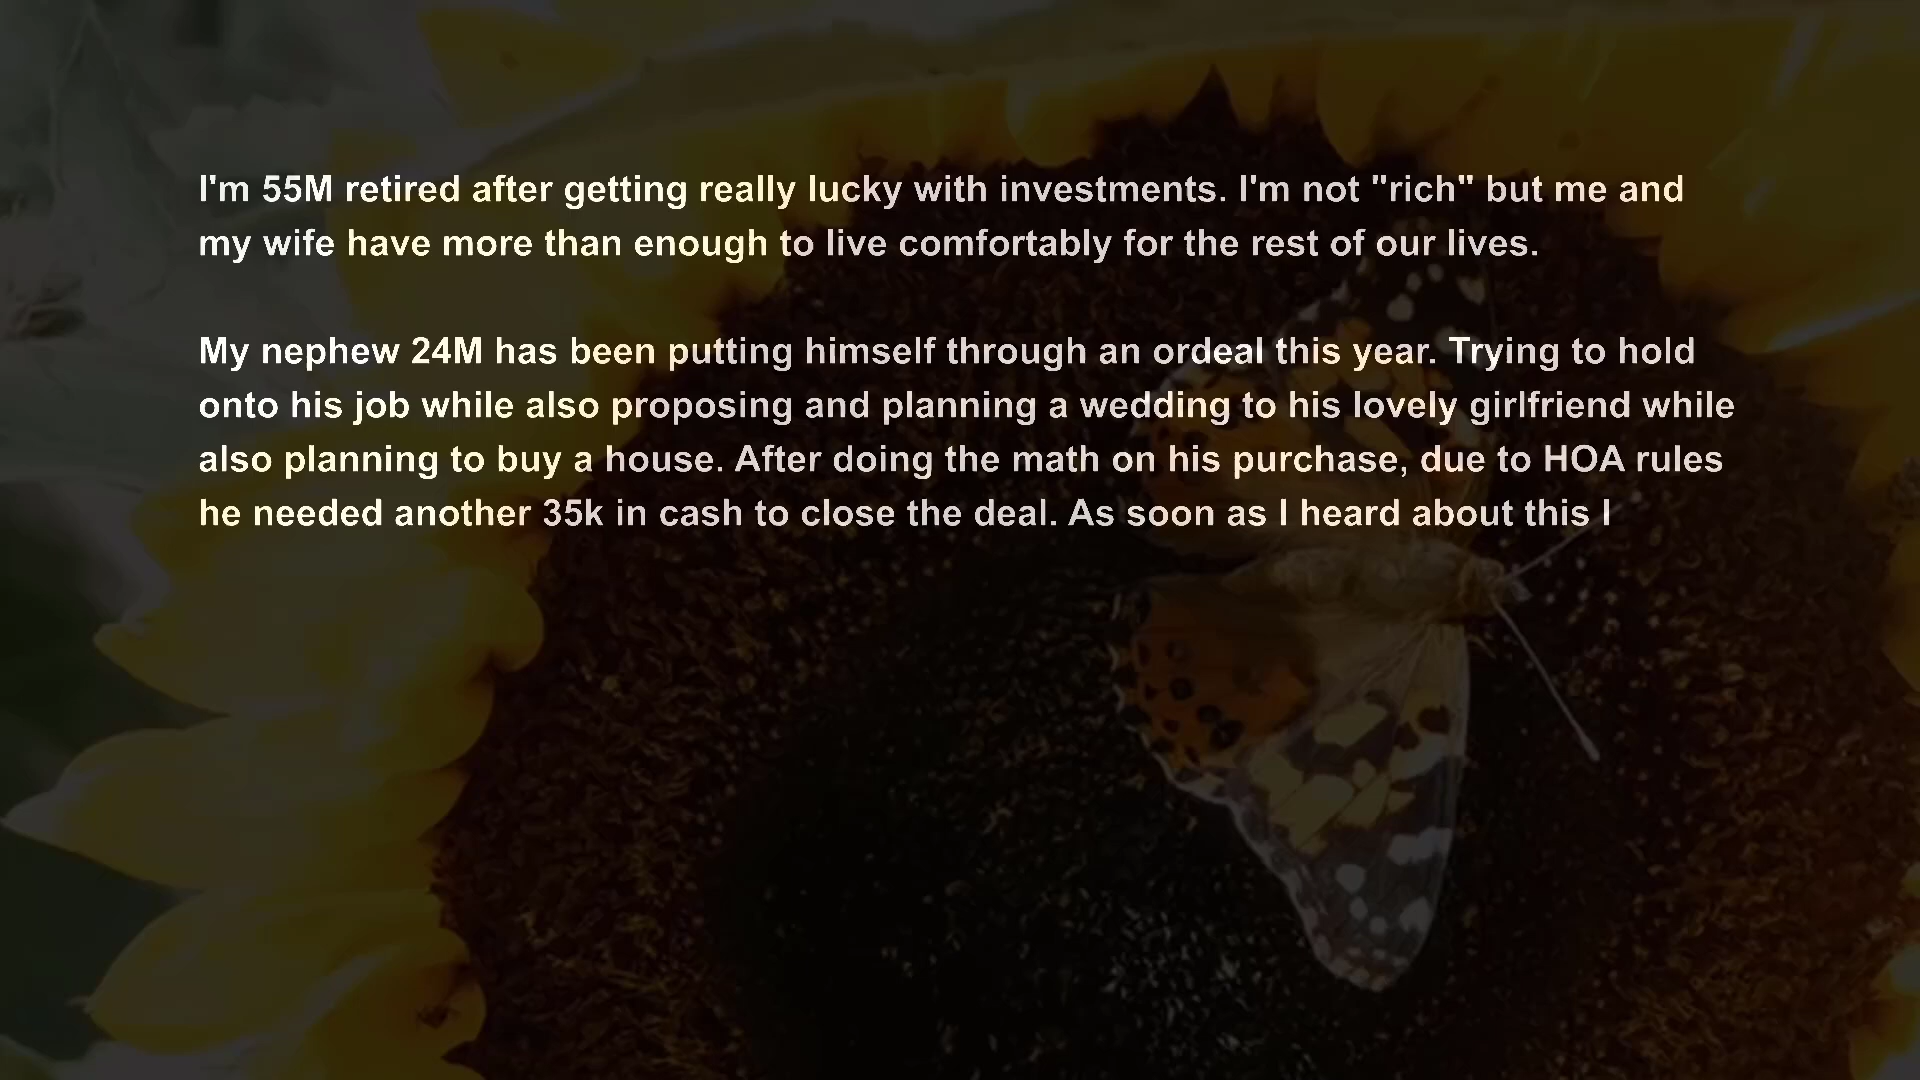 I'm 55M retired after getting really lucky with investments. I'm not "rich" but me and
my wife have more than enough to live comfortably for the rest of our lives.
My nephew 24M has been putting himself through an ordeal this year. Trying to hold
onto his job while also proposing and planning a wedding to his lovely girlfriend while
also planning to buy a house. After doing the math on his purchase, due to HOA rules
he needed another 35k in cash to close the deal. As soon as I heard about this I